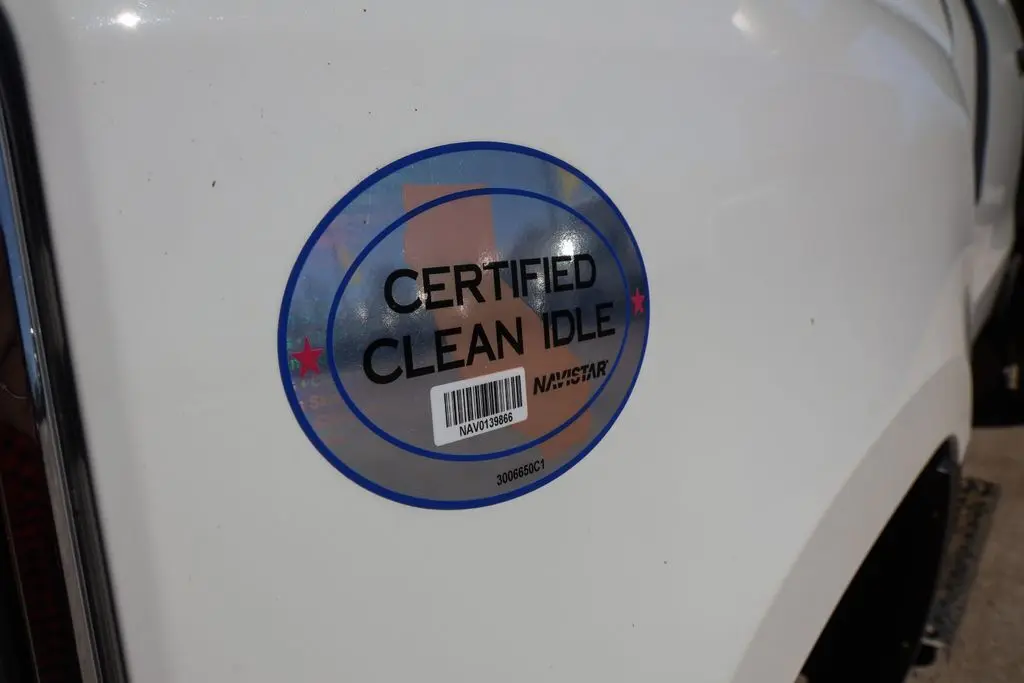 CERTIFIED
CLEAN IDLE
NAVISTAR
NAV0139866
3006650C1